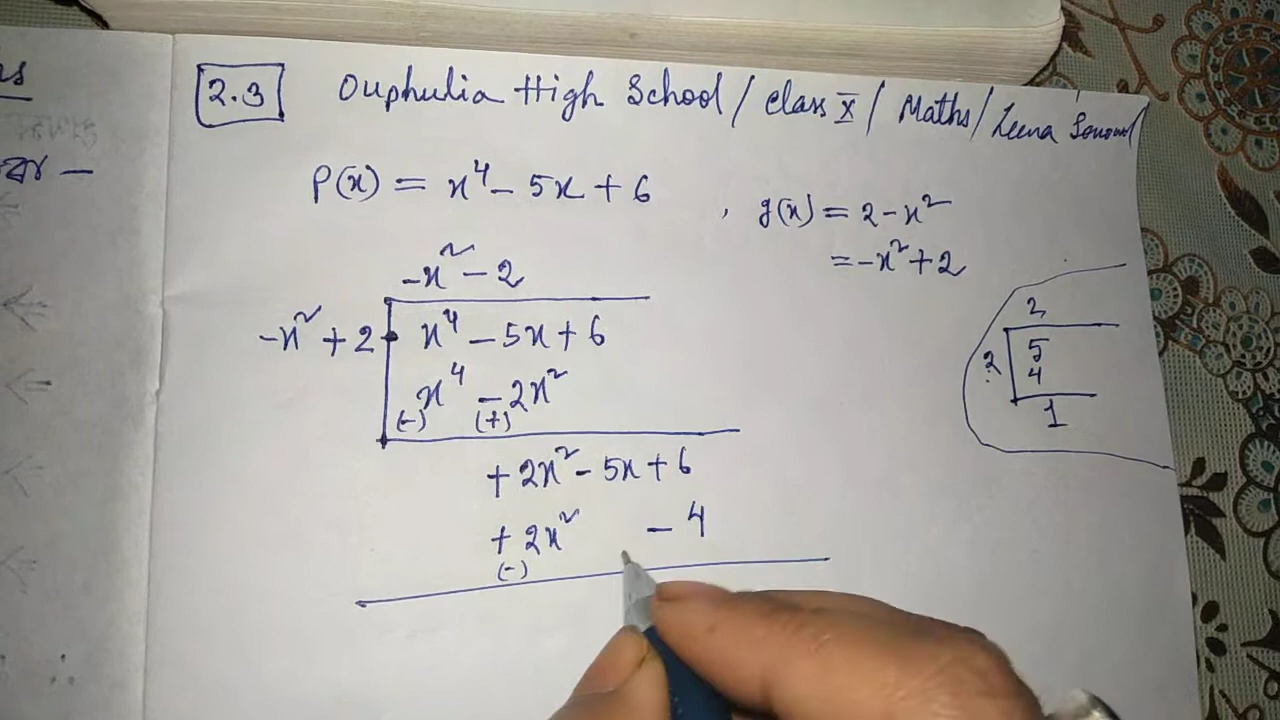 2.3 Ouphulia High School / class X / Maths / Leena Sonowal
P(x) = x⁴ - 5x + 6 , g(x) = 2 - x²
= -x² + 2
-x² - 2
-x² + 2 x⁴ - 5x + 6
x⁴ - 2x²
(-) (+)
+ 2x² - 5x + 6
+ 2x² - 4
(-)
2
2 5
4
1